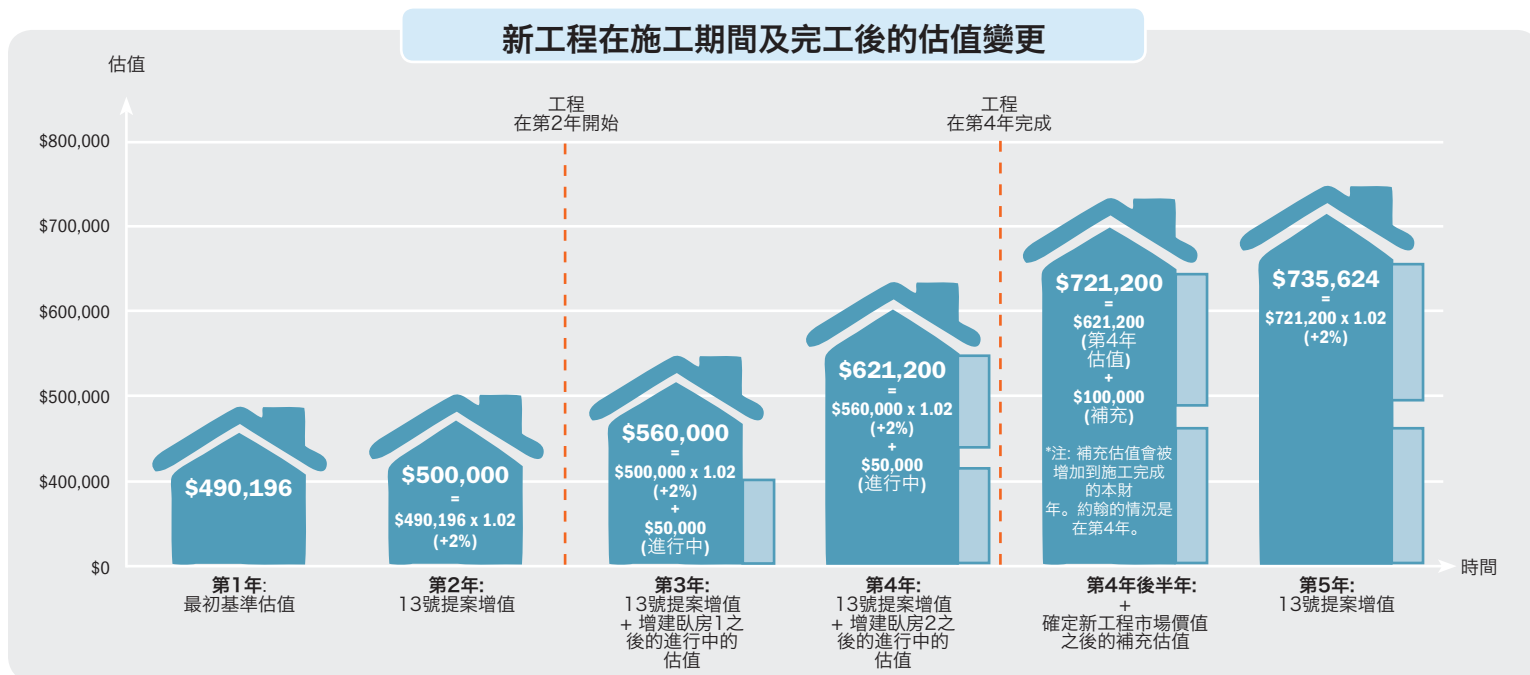 新工程在施工期間及完工後的估值變更
估值
工程
在第2年開始
工程
在第4年完成
$800,000
$700,000
$600,000
$500,000
$400,000
$0
$490,196
$500,000
=
$490,196 x 1.02
(+2%)
$560,000
=
$500,000 x 1.02
(+2%)
+
$50,000
(進行中)
$621,200
=
$560,000 x 1.02
(+2%)
+
$50,000
(進行中)
$721,200
=
$621,200
(第4年
估值)
+
$100,000
(補充)
*注: 補充估值會被
增加到施工完成
的本財
年。約翰的情況是
在第4年。
$735,624
=
$721,200 x 1.02
(+2%)
時間
第1年:
最初基準估值
第2年:
13號提案增值
第3年:
13號提案增值
+ 增建臥房1之
後的進行中的
估值
第4年:
13號提案增值
+ 增建臥房2之
後的進行中的
估值
第4年後半年:
+
確定新工程市場價值
之後的補充估值
第5年:
13號提案增值